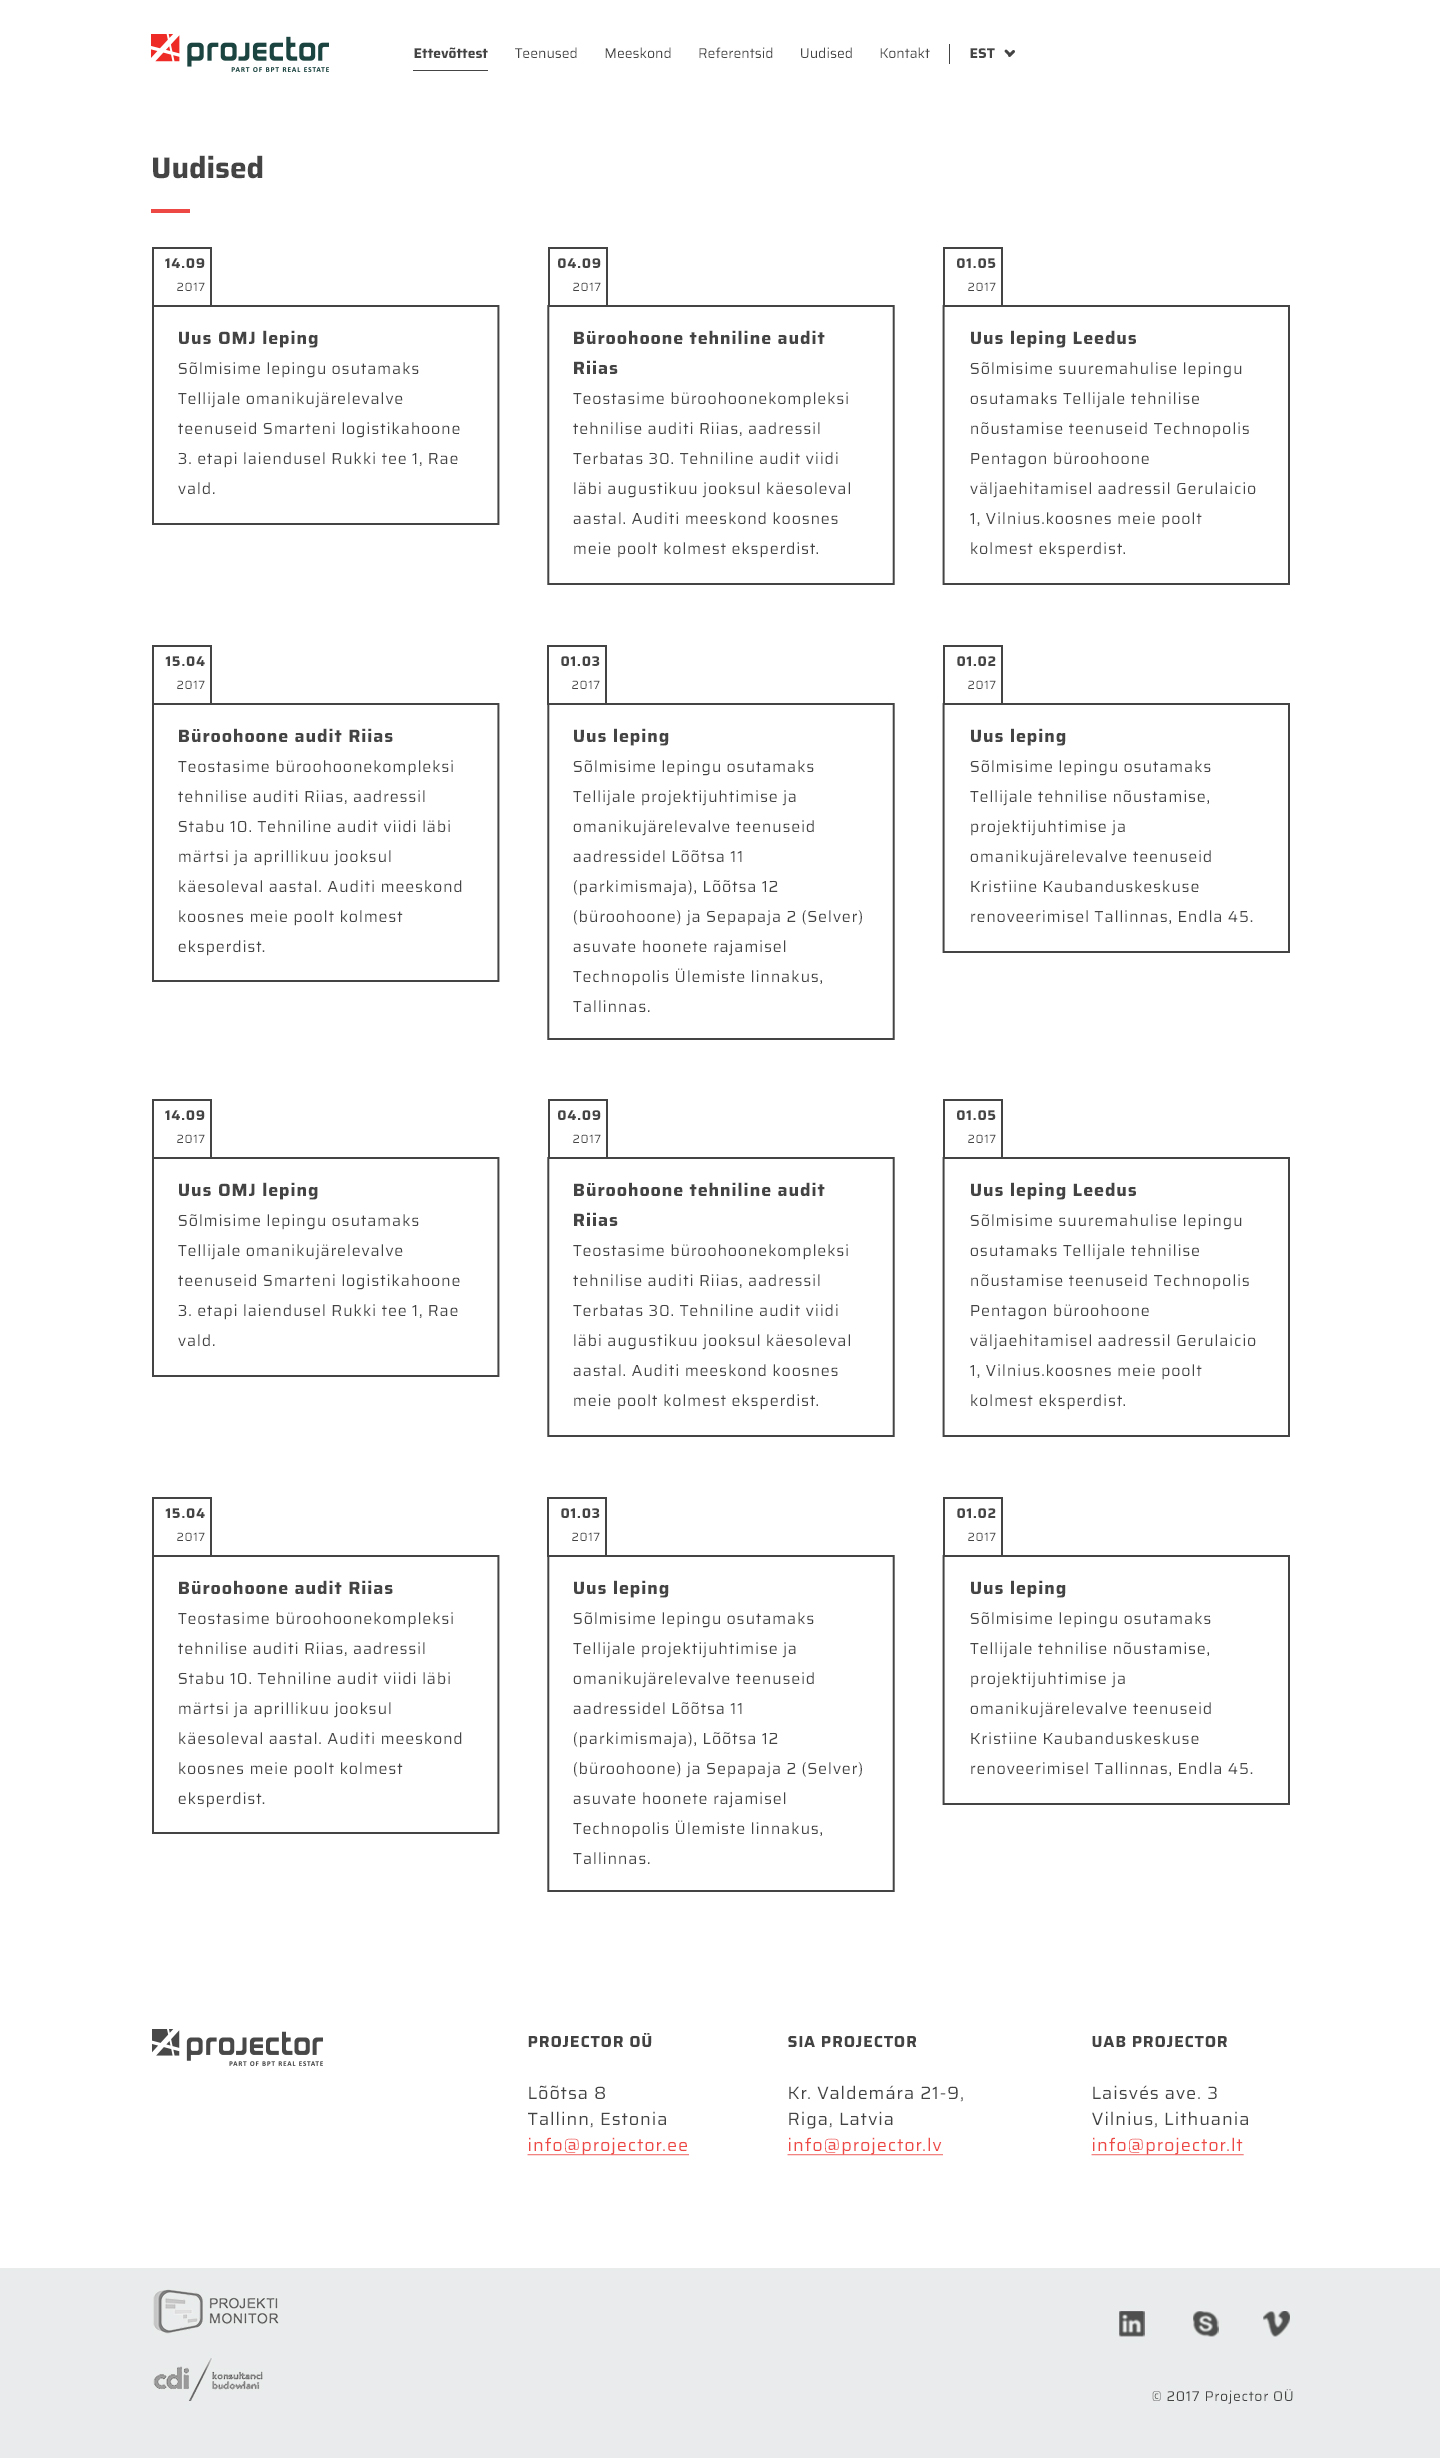 projector
PART OF BPT REAL ESTATE
Ettevõttest Teenused Meeskond Referentsid Uudised Kontakt EST
Uudised
14.09
2017
Uus OMJ leping
Sõlmisime lepingu osutamaks
Tellijale omanikujärelevalve
teenuseid Smarteni logistikahoone
3. etapi laiendusel Rukki tee 1, Rae
vald.
04.09
2017
Büroohoone tehniline audit
Riias
Teostasime büroohoonekompleksi
tehnilise auditi Riias, aadressil
Terbatas 30. Tehniline audit viidi
läbi augustikuu jooksul käesoleval
aastal. Auditi meeskond koosnes
meie poolt kolmest eksperdist.
01.05
2017
Uus leping Leedus
Sõlmisime suuremahulise lepingu
osutamaks Tellijale tehnilise
nõustamise teenuseid Technopolis
Pentagon büroohoone
väljaehitamisel aadressil Gerulaicio
1, Vilnius.koosnes meie poolt
kolmest eksperdist.
15.04
2017
Büroohoone audit Riias
Teostasime büroohoonekompleksi
tehnilise auditi Riias, aadressil
Stabu 10. Tehniline audit viidi läbi
märtsi ja aprillikuu jooksul
käesoleval aastal. Auditi meeskond
koosnes meie poolt kolmest
eksperdist.
01.03
2017
Uus leping
Sõlmisime lepingu osutamaks
Tellijale projektijuhtimise ja
omanikujärelevalve teenuseid
aadressidel Lõõtsa 11
(parkimismaja), Lõõtsa 12
(büroohoone) ja Sepapaja 2 (Selver)
asuvate hoonete rajamisel
Technopolis Ülemiste linnakus,
Tallinnas.
01.02
2017
Uus leping
Sõlmisime lepingu osutamaks
Tellijale tehnilise nõustamise,
projektijuhtimise ja
omanikujärelevalve teenuseid
Kristiine Kaubanduskeskuse
renoveerimisel Tallinnas, Endla 45.
14.09
2017
Uus OMJ leping
Sõlmisime lepingu osutamaks
Tellijale omanikujärelevalve
teenuseid Smarteni logistikahoone
3. etapi laiendusel Rukki tee 1, Rae
vald.
04.09
2017
Büroohoone tehniline audit
Riias
Teostasime büroohoonekompleksi
tehnilise auditi Riias, aadressil
Terbatas 30. Tehniline audit viidi
läbi augustikuu jooksul käesoleval
aastal. Auditi meeskond koosnes
meie poolt kolmest eksperdist.
01.05
2017
Uus leping Leedus
Sõlmisime suuremahulise lepingu
osutamaks Tellijale tehnilise
nõustamise teenuseid Technopolis
Pentagon büroohoone
väljaehitamisel aadressil Gerulaicio
1, Vilnius.koosnes meie poolt
kolmest eksperdist.
15.04
2017
Büroohoone audit Riias
Teostasime büroohoonekompleksi
tehnilise auditi Riias, aadressil
Stabu 10. Tehniline audit viidi läbi
märtsi ja aprillikuu jooksul
käesoleval aastal. Auditi meeskond
koosnes meie poolt kolmest
eksperdist.
01.03
2017
Uus leping
Sõlmisime lepingu osutamaks
Tellijale projektijuhtimise ja
omanikujärelevalve teenuseid
aadressidel Lõõtsa 11
(parkimismaja), Lõõtsa 12
(büroohoone) ja Sepapaja 2 (Selver)
asuvate hoonete rajamisel
Technopolis Ülemiste linnakus,
Tallinnas.
01.02
2017
Uus leping
Sõlmisime lepingu osutamaks
Tellijale tehnilise nõustamise,
projektijuhtimise ja
omanikujärelevalve teenuseid
Kristiine Kaubanduskeskuse
renoveerimisel Tallinnas, Endla 45.
projector
PART OF BPT REAL ESTATE
PROJECTOR OÜ
Lõõtsa 8
Tallinn, Estonia
info@projector.ee
SIA PROJECTOR
Kr. Valdemára 21-9,
Riga, Latvia
info@projector.lv
UAB PROJECTOR
Laisvés ave. 3
Vilnius, Lithuania
info@projector.lt
PROJEKTI
MONITOR
cdi konsultanci
budowlani
in
© 2017 Projector OÜ